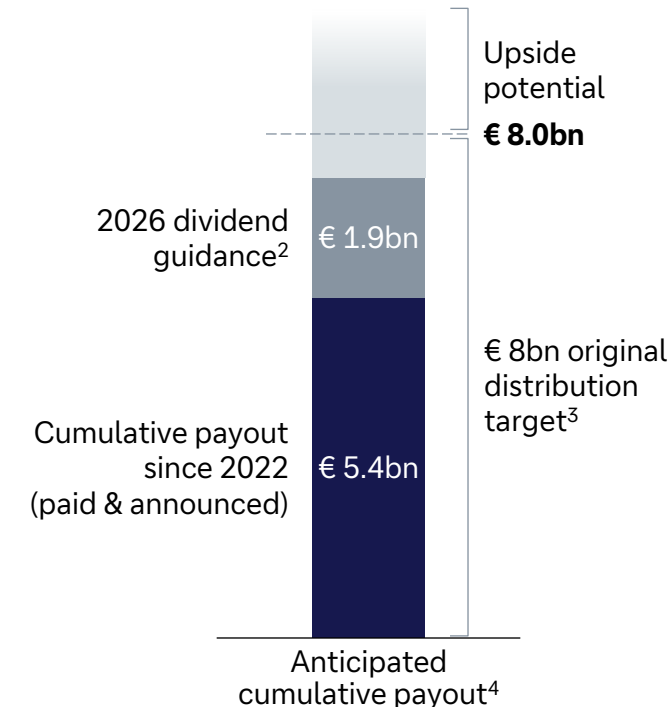 Upside
potential
€ 8.0bn
2026 dividend
guidance2
€ 1.9bn
€ 8bn original
distribution
target3
Cumulative payout
since 2022
(paid & announced)
€ 5.4bn
Anticipated
cumulative payout4